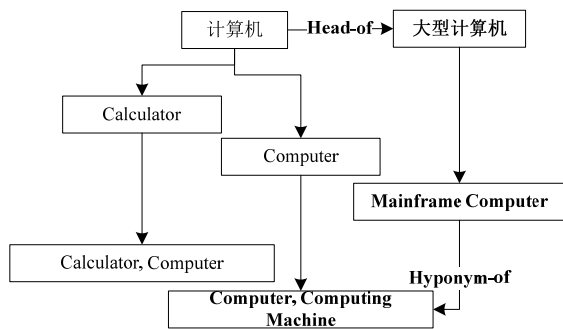 计算机
Head-of
大型计算机
Calculator
Computer
Mainframe Computer
Calculator, Computer
Hyponym-of
Computer, Computing
Machine